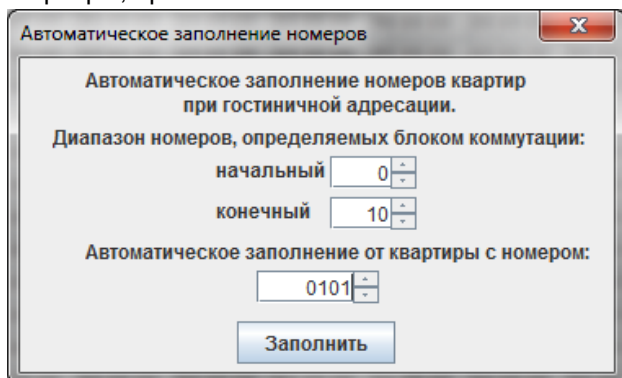 Автоматическое заполнение номеров
Автоматическое заполнение номеров квартир
при гостиничной адресации.
Диапазон номеров, определяемых блоком коммутации:
начальный 0
конечный 10
Автоматическое заполнение от квартиры с номером:
0101
Заполнить